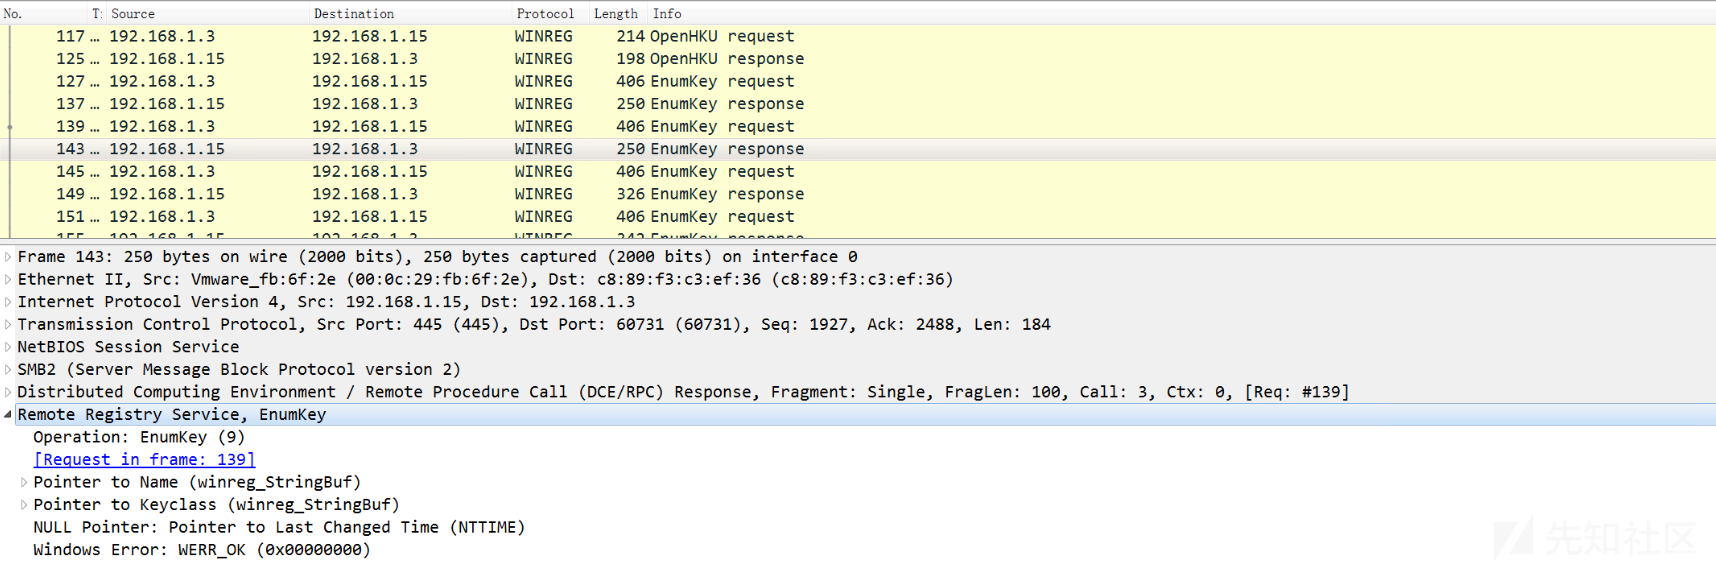 No. T: Source Destination Protocol Length Info
117 … 192.168.1.3 192.168.1.15 WINREG 214 OpenHKU request
125 … 192.168.1.15 192.168.1.3 WINREG 198 OpenHKU response
127 … 192.168.1.3 192.168.1.15 WINREG 406 EnumKey request
137 … 192.168.1.15 192.168.1.3 WINREG 250 EnumKey response
139 … 192.168.1.3 192.168.1.15 WINREG 406 EnumKey request
143 … 192.168.1.15 192.168.1.3 WINREG 250 EnumKey response
145 … 192.168.1.3 192.168.1.15 WINREG 406 EnumKey request
149 … 192.168.1.15 192.168.1.3 WINREG 326 EnumKey response
151 … 192.168.1.3 192.168.1.15 WINREG 406 EnumKey request
155 … 192.168.1.15 192.168.1.3 WINREG 342 EnumKey response
Frame 143: 250 bytes on wire (2000 bits), 250 bytes captured (2000 bits) on interface 0
Ethernet II, Src: Vmware_fb:6f:2e (00:0c:29:fb:6f:2e), Dst: c8:89:f3:c3:ef:36 (c8:89:f3:c3:ef:36)
Internet Protocol Version 4, Src: 192.168.1.15, Dst: 192.168.1.3
Transmission Control Protocol, Src Port: 445 (445), Dst Port: 60731 (60731), Seq: 1927, Ack: 2488, Len: 184
NetBIOS Session Service
SMB2 (Server Message Block Protocol version 2)
Distributed Computing Environment / Remote Procedure Call (DCE/RPC) Response, Fragment: Single, FragLen: 100, Call: 3, Ctx: 0, [Req: #139]
Remote Registry Service, EnumKey
Operation: EnumKey (9)
[Request in frame: 139]
Pointer to Name (winreg_StringBuf)
Pointer to Keyclass (winreg_StringBuf)
NULL Pointer: Pointer to Last Changed Time (NTTIME)
Windows Error: WERR_OK (0x00000000)
先知社区